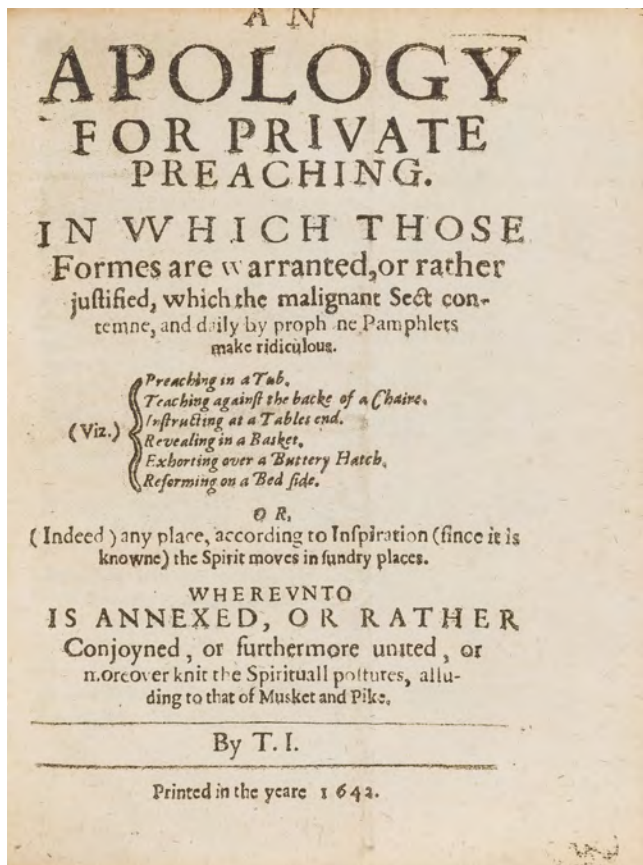 AN
APOLOGY
FOR PRIVATE
PREACHING.
IN VVHICH THOSE
Formes are warranted, or rather
juſtified, which the malignant Sect con-
temne, and daily by prophane Pamphlets
make ridiculous.
Preaching in a Tub.
Teaching againſt the backe of a Chaire.
Inſtructing at a Tables end.
(Viz.) Revealing in a Basket.
Exhorting over a Buttery Hatch.
Reforming on a Bed ſide.
OR,
(Indeed) any place, according to Inſpiration (ſince it is
knowne) the Spirit moves in ſundry places.
WHEREVNTO
IS ANNEXED, OR RATHER
Conjoyned, or furthermore united, or
moreover knit the Spirituall poſtures, allu-
ding to that of Musket and Pike.
By T. I.
Printed in the yeare 1642.